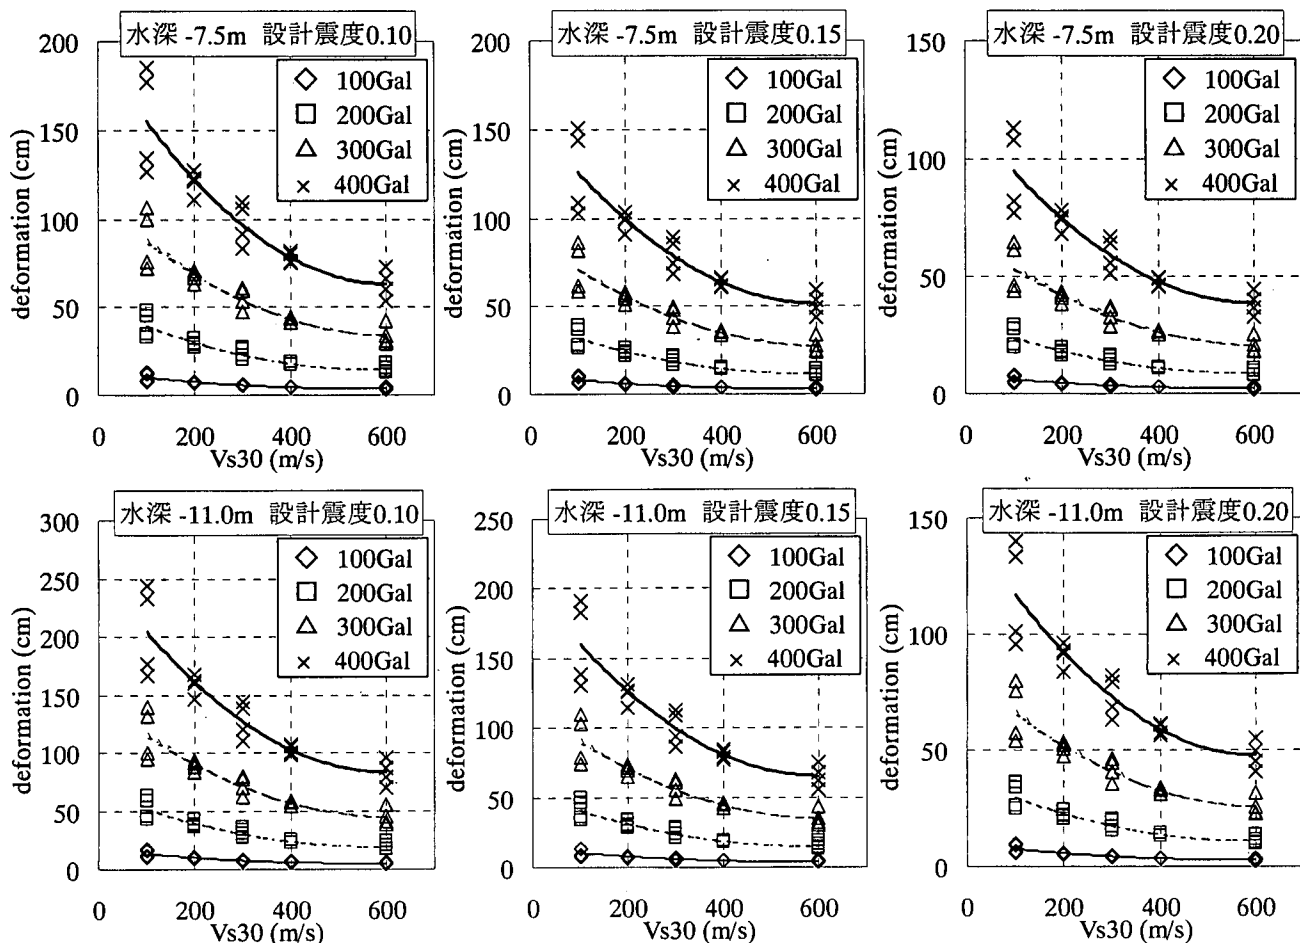 水深 -7.5m 設計震度0.10
100Gal
200Gal
300Gal
400Gal
deformation (cm)
200
150
100
50
0
0
200
400
600
Vs30 (m/s)
水深 -7.5m 設計震度0.15
100Gal
200Gal
300Gal
400Gal
deformation (cm)
200
150
100
50
0
0
200
400
600
Vs30 (m/s)
水深 -7.5m 設計震度0.20
100Gal
200Gal
300Gal
400Gal
deformation (cm)
150
100
50
0
0
200
400
600
Vs30 (m/s)
水深 -11.0m 設計震度0.10
100Gal
200Gal
300Gal
400Gal
deformation (cm)
300
250
200
150
100
50
0
0
200
400
600
Vs30 (m/s)
水深 -11.0m 設計震度0.15
100Gal
200Gal
300Gal
400Gal
deformation (cm)
250
200
150
100
50
0
0
200
400
600
Vs30 (m/s)
水深 -11.0m 設計震度0.20
100Gal
200Gal
300Gal
400Gal
deformation (cm)
150
100
50
0
0
200
400
600
Vs30 (m/s)